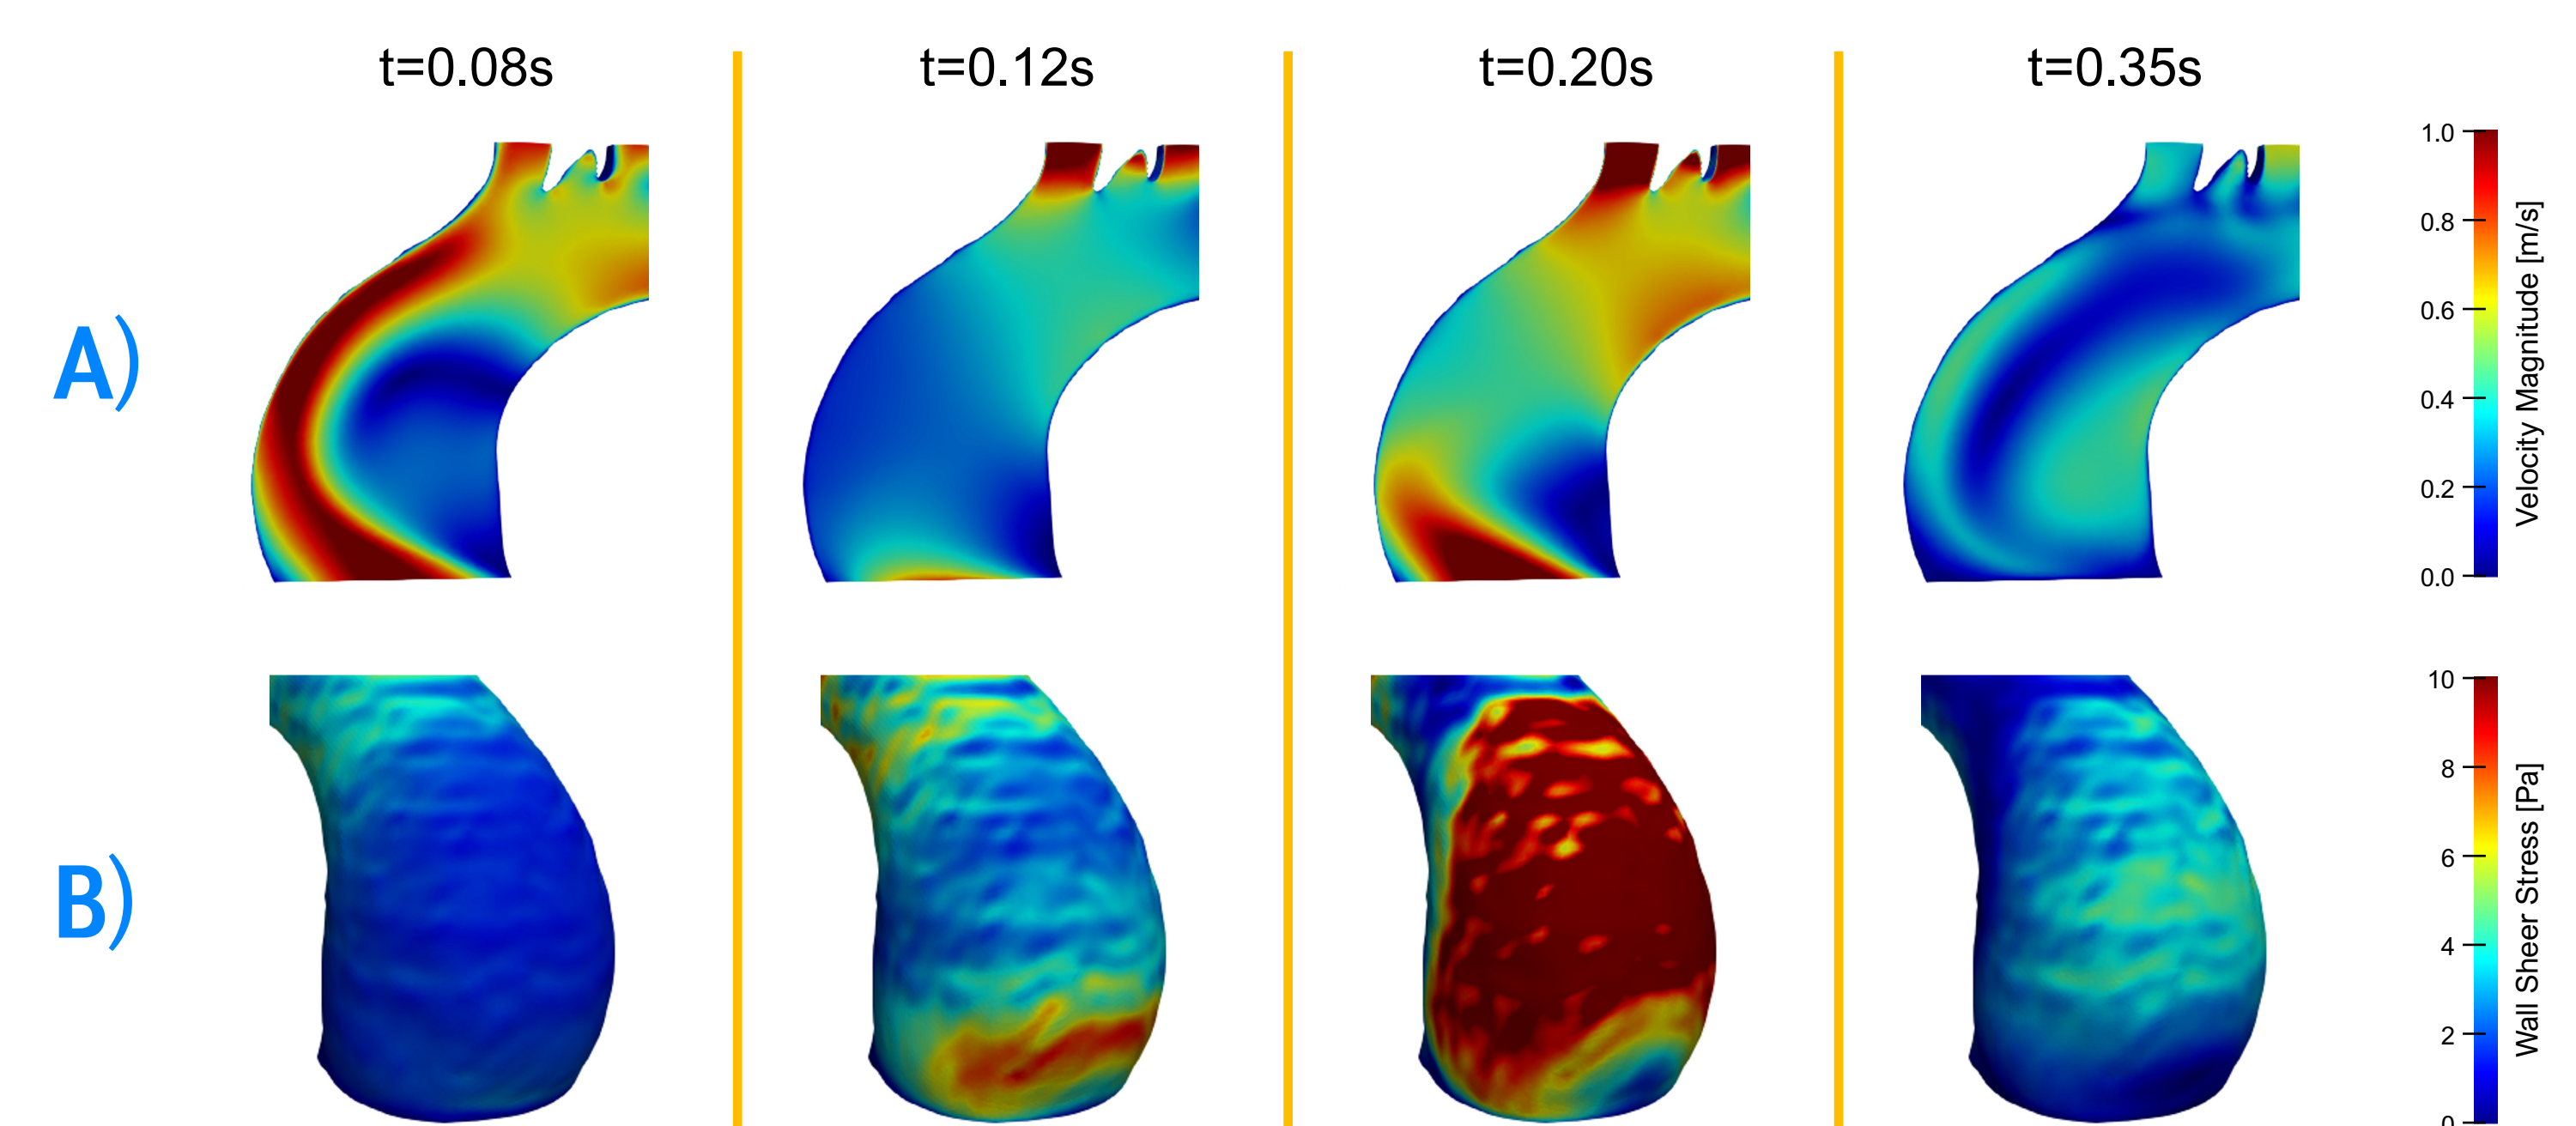 t=0.08s
t=0.12s
t=0.20s
t=0.35s
A)
1.0
0.8
0.6
0.4
0.2
0.0
Velocity Magnitude [m/s]
B)
10
8
6
4
2
0
Wall Sheer Stress [Pa]